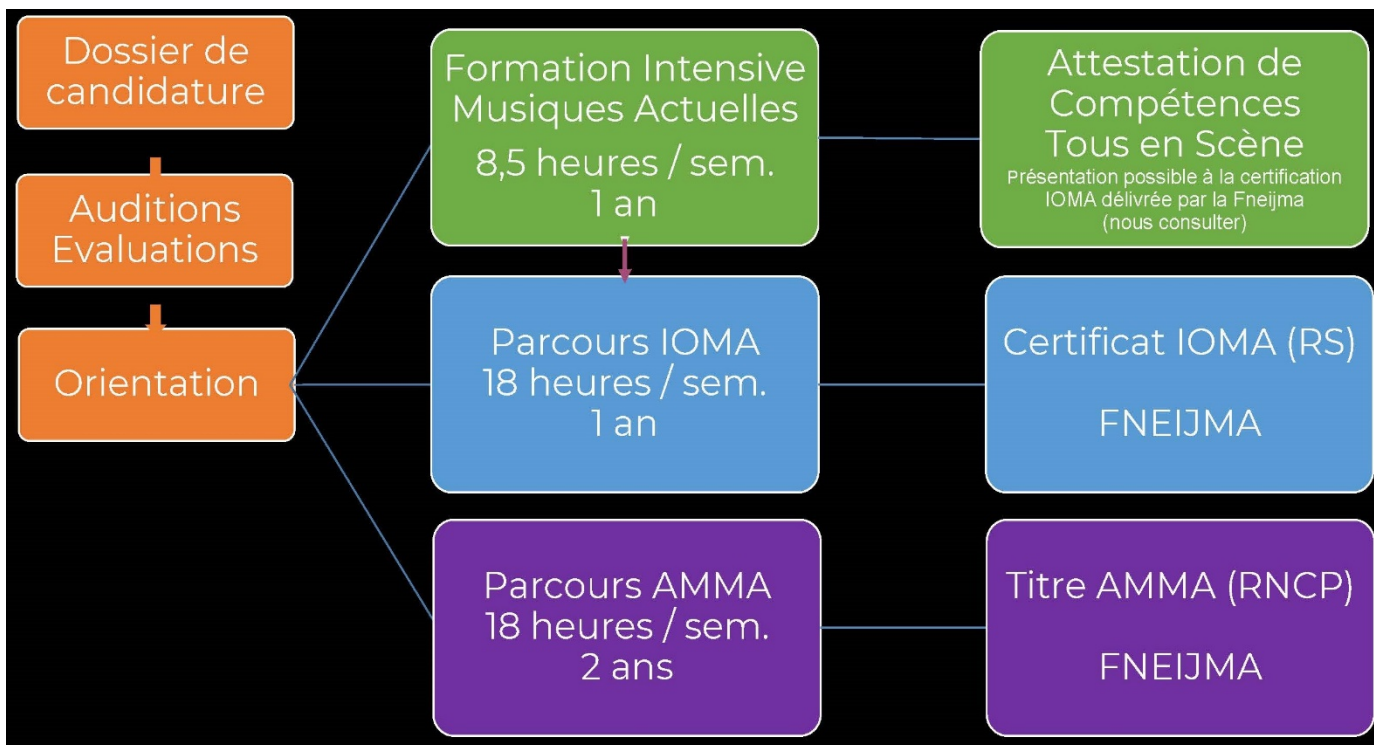 Dossier de
candidature
Auditions
Evaluations
Orientation
Formation Intensive
Musiques Actuelles
8,5 heures / sem.
1 an
Attestation de
Compétences
Tous en Scène
Présentation possible à la certification
IOMA délivrée par la Fneijma
(nous consulter)
Parcours IOMA
18 heures / sem.
1 an
Certificat IOMA (RS)
FNEIJMA
Parcours AMMA
18 heures / sem.
2 ans
Titre AMMA (RNCP)
FNEIJMA